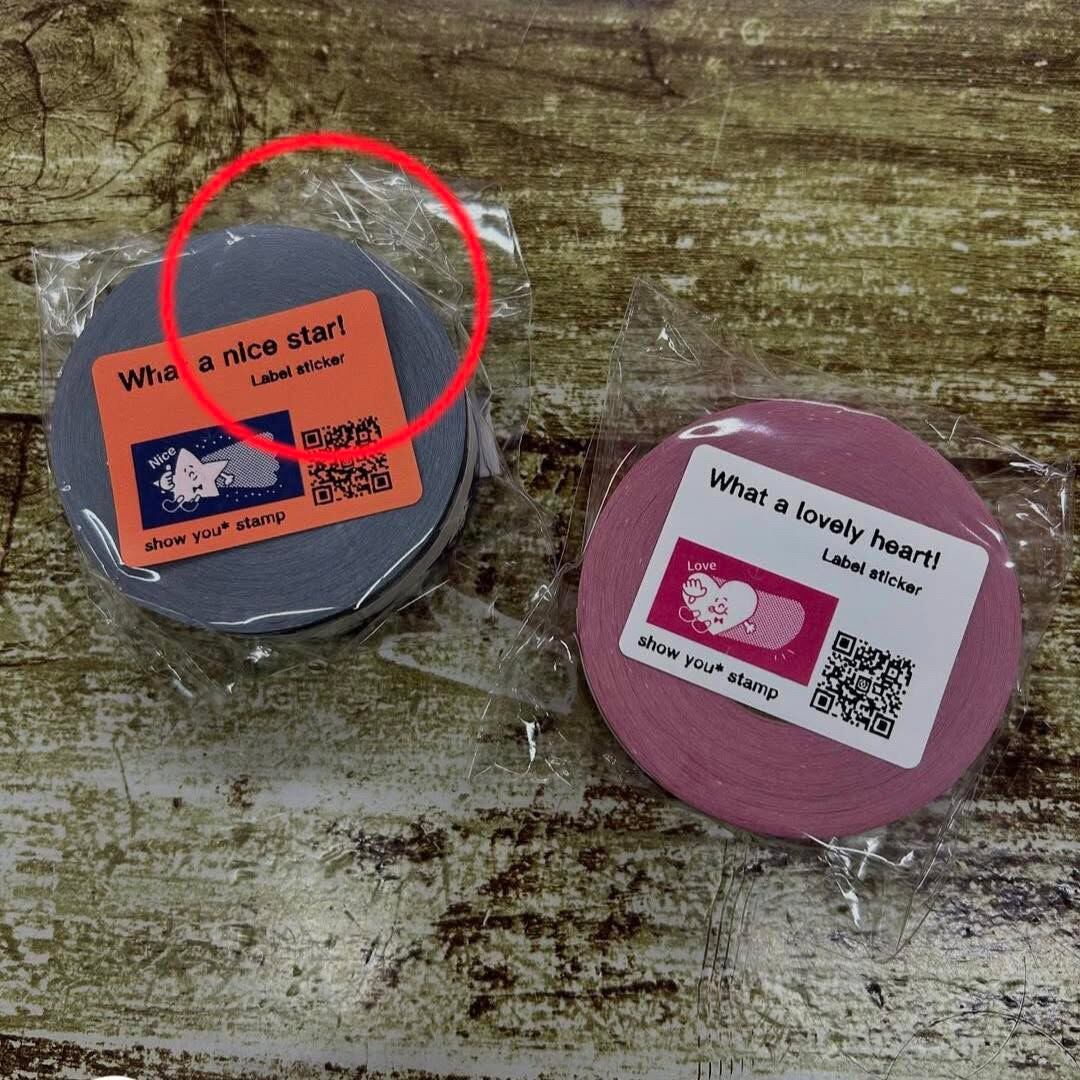 What a nice star!
Label sticker
Nice
show you* stamp
What a lovely heart!
Label sticker
Love
show you* stamp